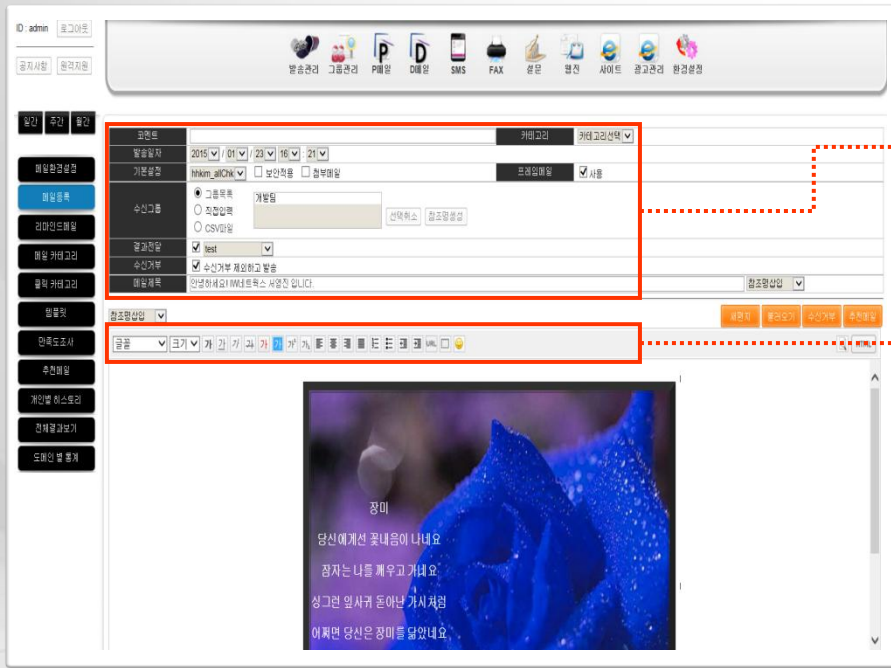 ID : admin 로그아웃
공지사항 원격지원
발송관리 그룹관리 P메일 D메일 SMS FAX 설문 웹진 사이트 광고관리 환경설정
일간 주간 월간
메일환경설정
메일등록
리마인드메일
메일 카테고리
클릭 카테고리
템플릿
만족도조사
추천메일
개인별 히스토리
전체결과보기
도메인 별 통계
코멘트 카테고리 카테고리선택
발송일자 2015 / 01 / 23 16 : 21
기본설정 hhkim_allChk 보안적용 첨부메일 프레임메일 사용
수신그룹 그룹목록 개발팀
직접입력 선택취소 참조명생성
CSV파일
결과전달 test
수신거부 수신거부 제외하고 발송
메일제목 안녕하세요! IW네트웍스 서영진 입니다. 참조명삽입
참조명삽입 새편지 불러오기 수신거부 추천메일
글꼴 크기 가 가 가 가 가 가 가 가 URL HTML
장미
당신에게선 꽃내음이 나네요
잠자는 나를 깨우고 가네요
싱그런 잎사귀 돋아난 가시처럼
어쩌면 당신은 장미를 닮았네요